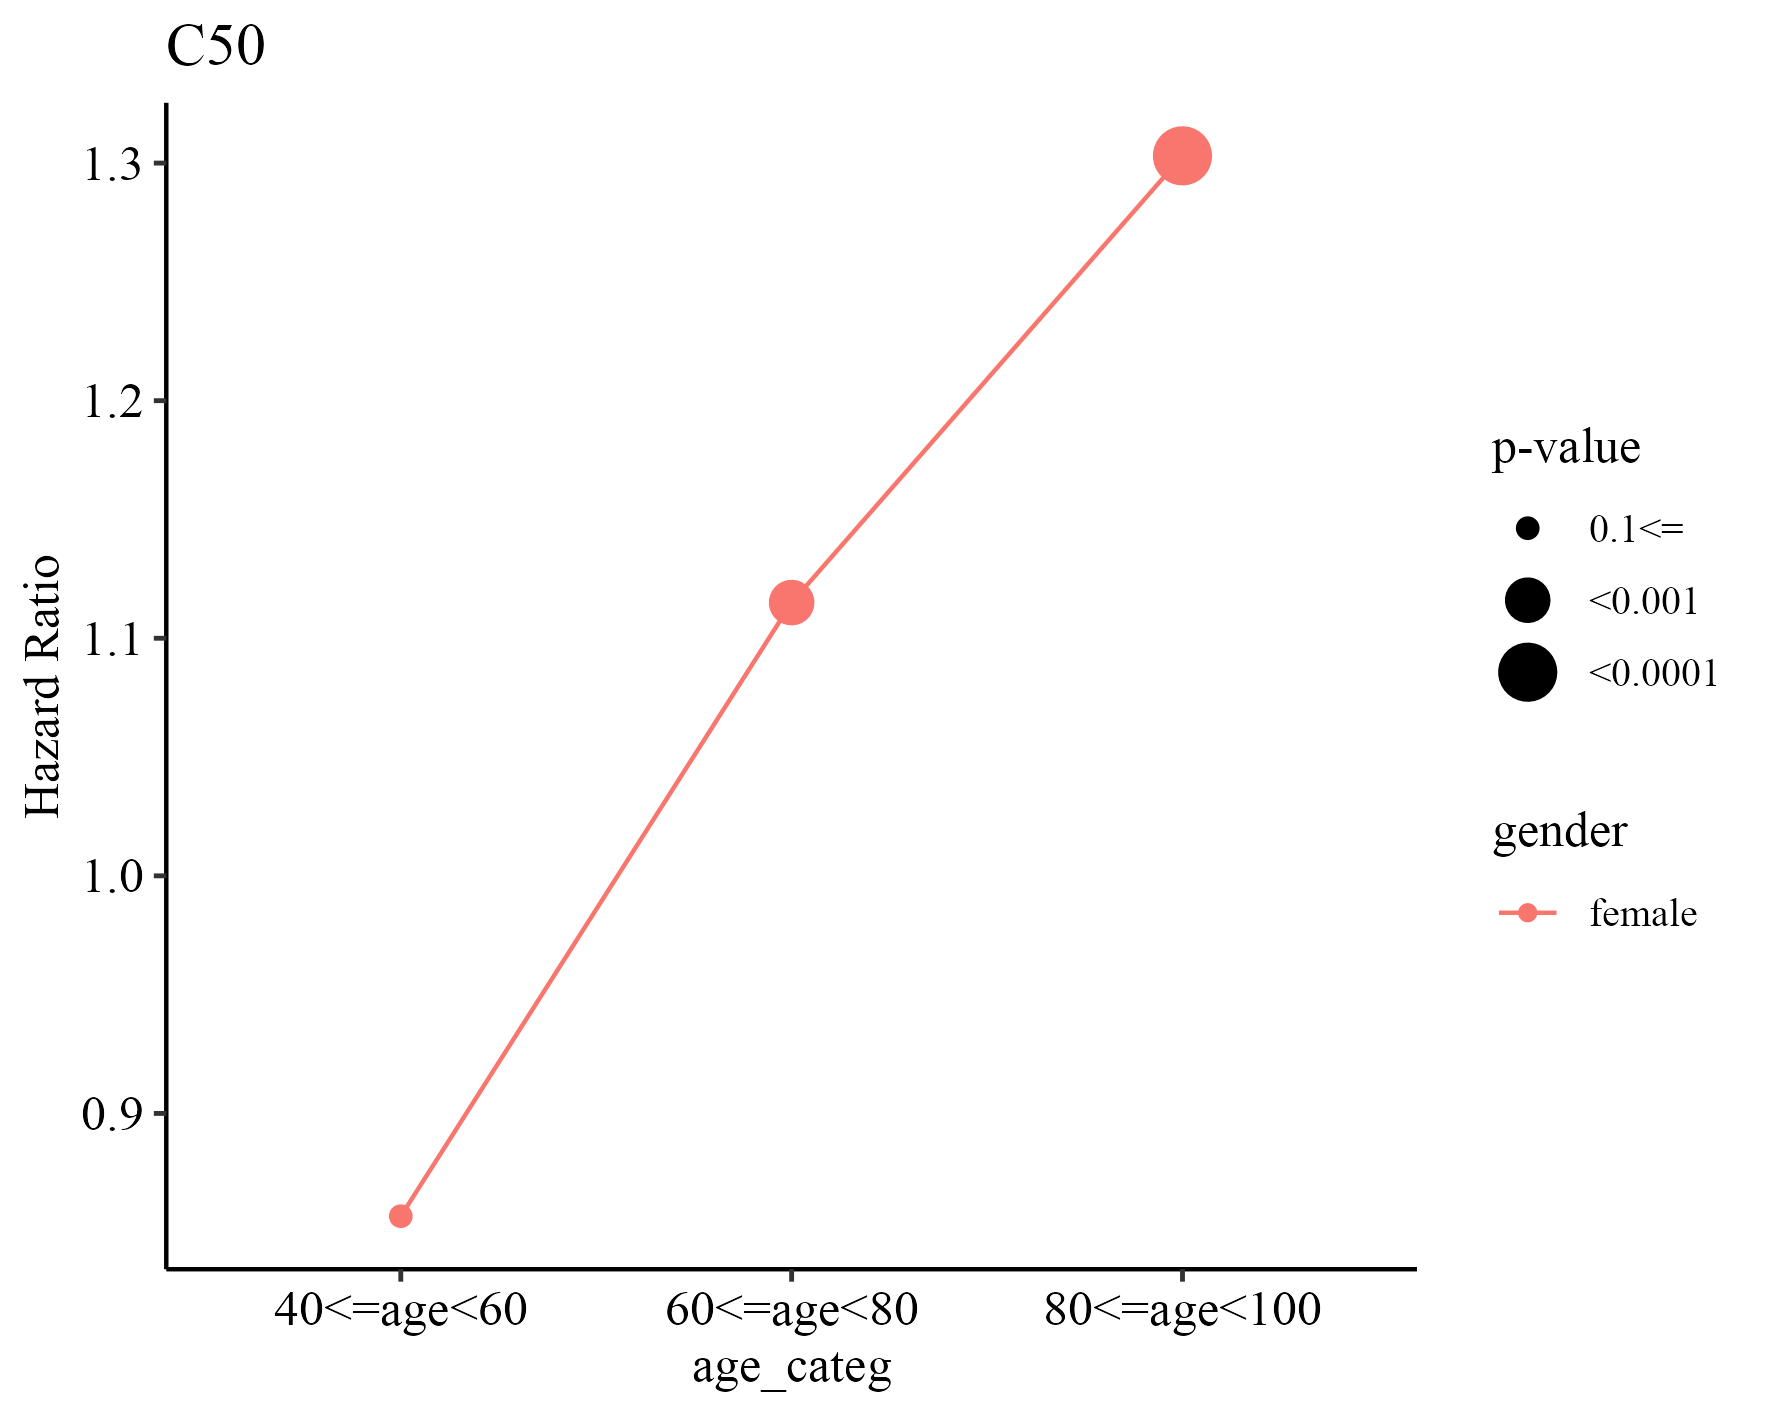 C50
1.3
1.2
1.1
1.0
0.9
Hazard Ratio
40<=age<60
60<=age<80
80<=age<100
age_categ
p-value
0.1<=
<0.001
<0.0001
gender
female